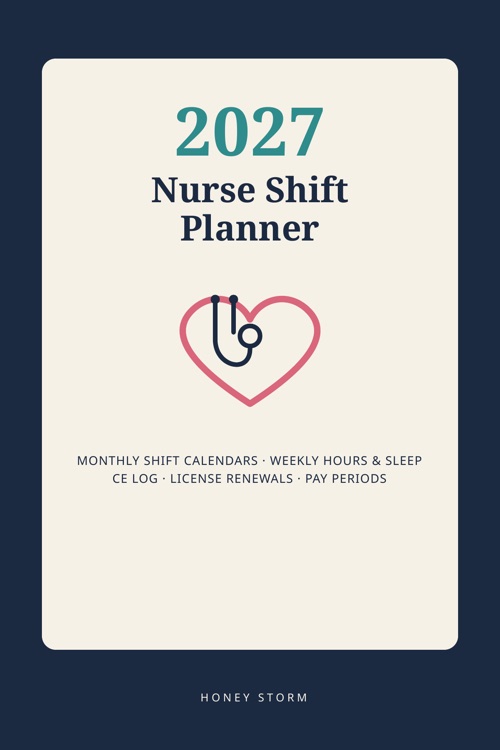 2027
Nurse Shift
Planner
MONTHLY SHIFT CALENDARS · WEEKLY HOURS & SLEEP
CE LOG · LICENSE RENEWALS · PAY PERIODS
HONEY STORM